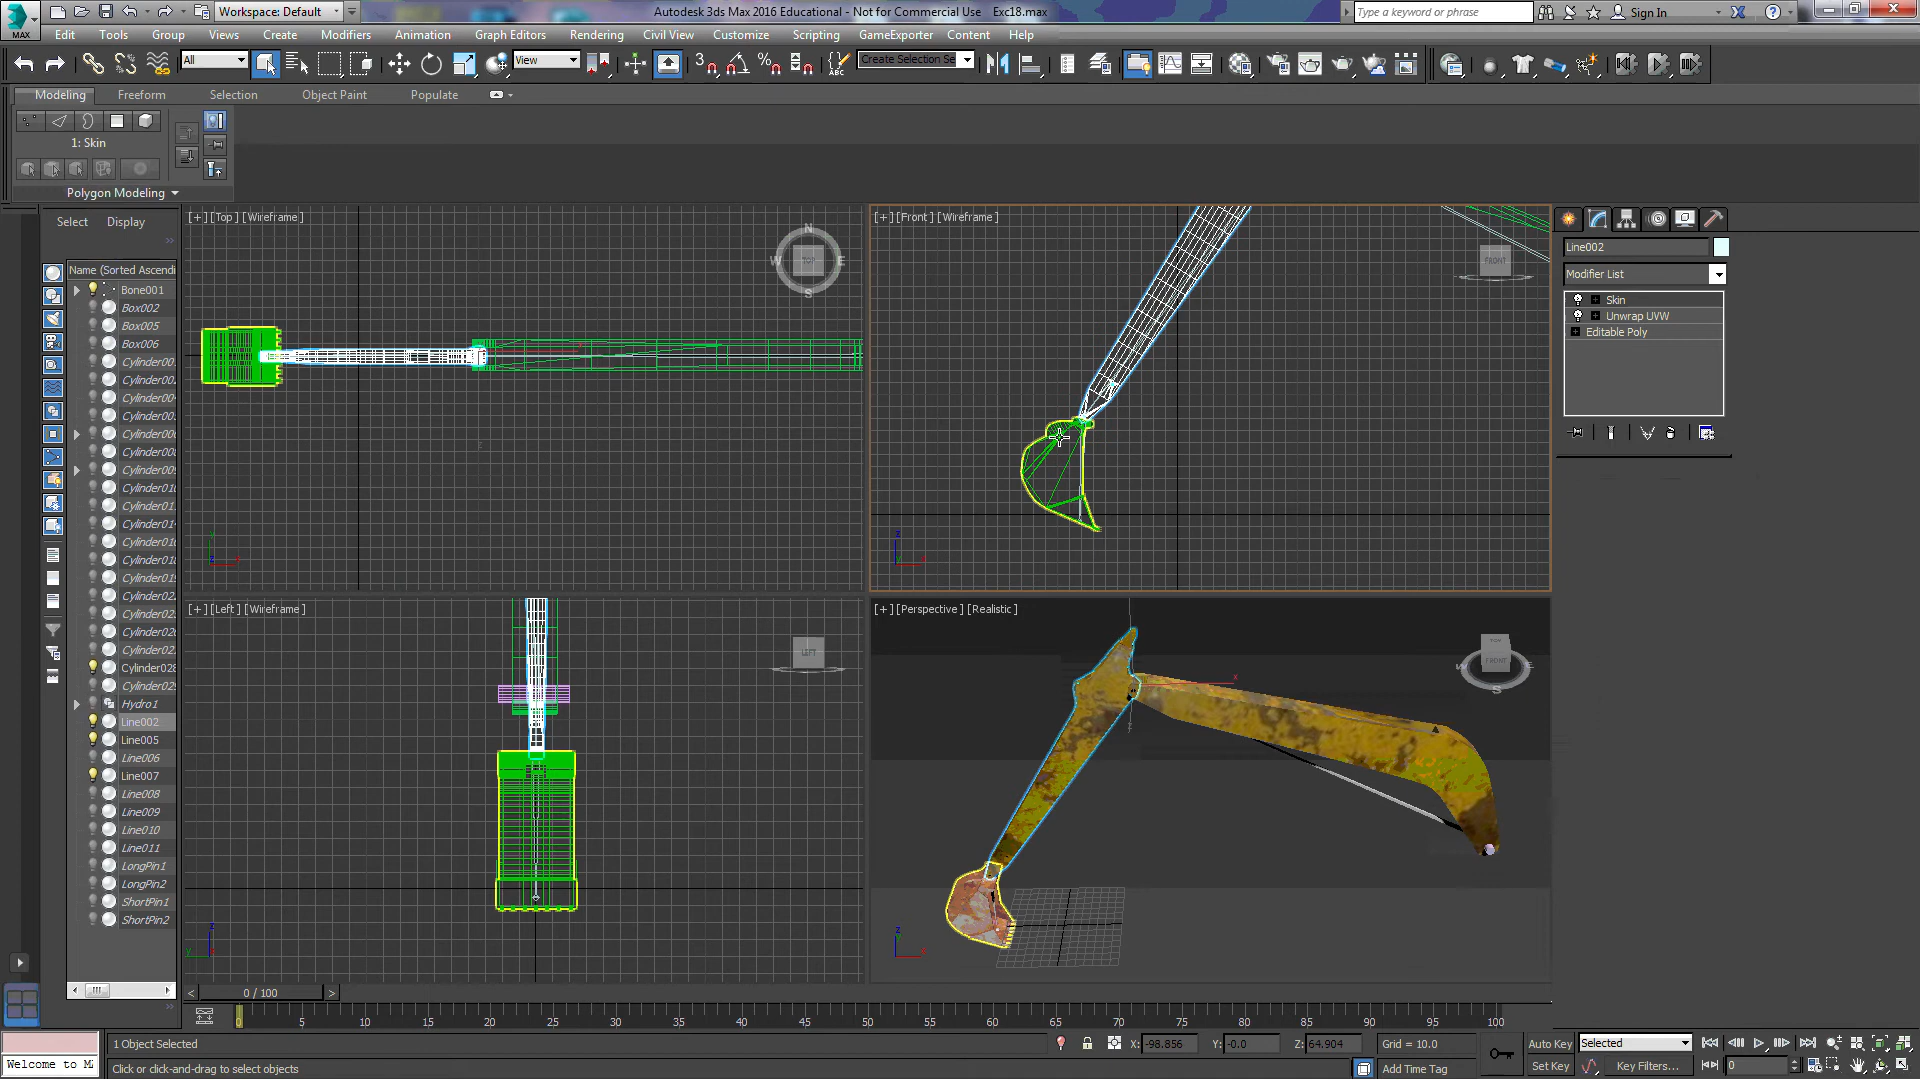 Workspace: Default
Autodesk 3ds Max 2016 Educational - Not for Commercial Use   Exc18.max
Type a keyword or phrase
Sign In
MAX
Edit Tools Group Views Create Modifiers Animation Graph Editors Rendering Civil View Customize Scripting GameExporter Content Help
All
View
Create Selection Se
Modeling Freeform Selection Object Paint Populate
1: Skin
Polygon Modeling
Select Display
Name (Sorted Ascendi
Bone001
Box002
Box005
Box006
Hydro1
Line002
Line005
Line006
Line007
Line008
Line009
Line010
Line011
LongPin1
LongPin2
ShortPin1
ShortPin2
[+] [Top ] [Wireframe ]
N
W TOP E
S
[+] [Front ] [Wireframe ]
FRONT
[+] [Left ] [Wireframe ]
LEFT
[+] [Perspective ] [Realistic ]
TOP
FRONT
W
S
Line002
Modifier List
Skin
Unwrap UVW
Editable Poly
0 / 100
0 5 10 15 20 25 30 35 40 45 50 55 60 65 70 75 80 85 90 95 100
1 Object Selected
X: -98.856 Y: -0.0 Z: 64.904 Grid = 10.0
Auto Key Selected
Welcome to M
Click or click-and-drag to select objects
Add Time Tag
Set Key Key Filters...
0